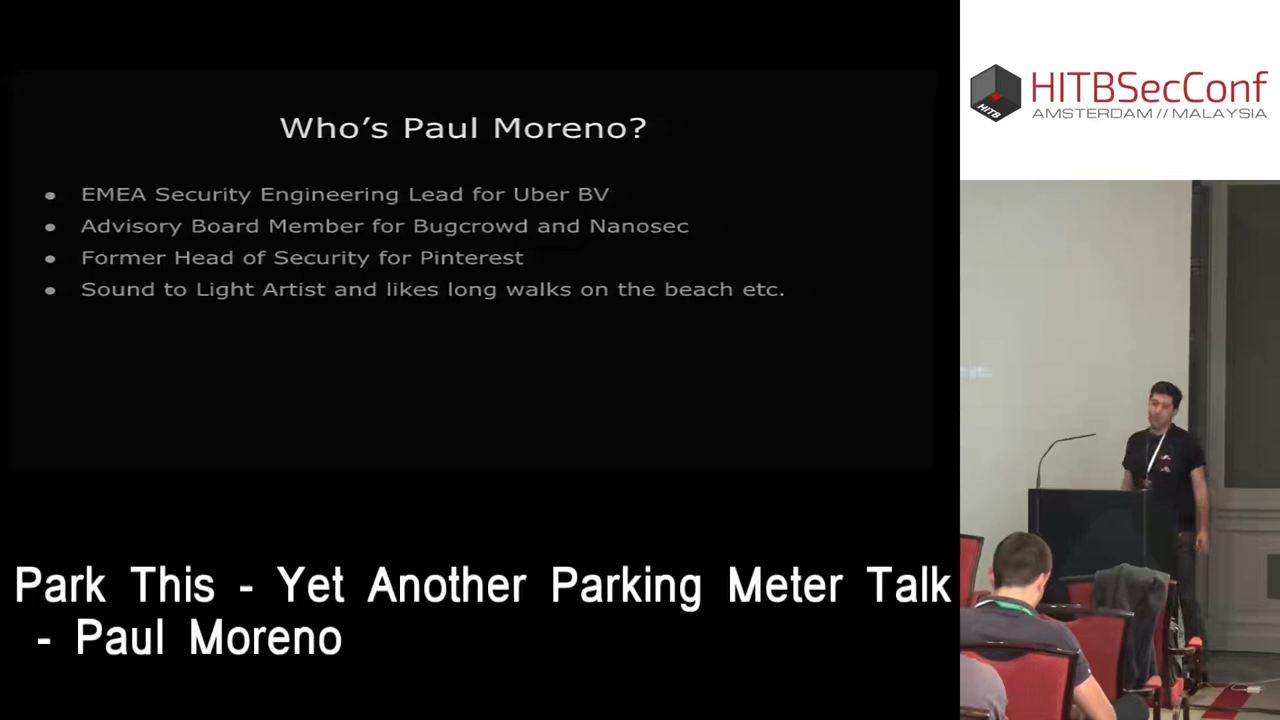 Who's Paul Moreno?
● EMEA Security Engineering Lead for Uber BV
● Advisory Board Member for Bugcrowd and Nanosec
● Former Head of Security for Pinterest
● Sound to Light Artist and likes long walks on the beach etc.
HITBSecConf
AMSTERDAM // MALAYSIA
HITB
Park This - Yet Another Parking Meter Talk
- Paul Moreno